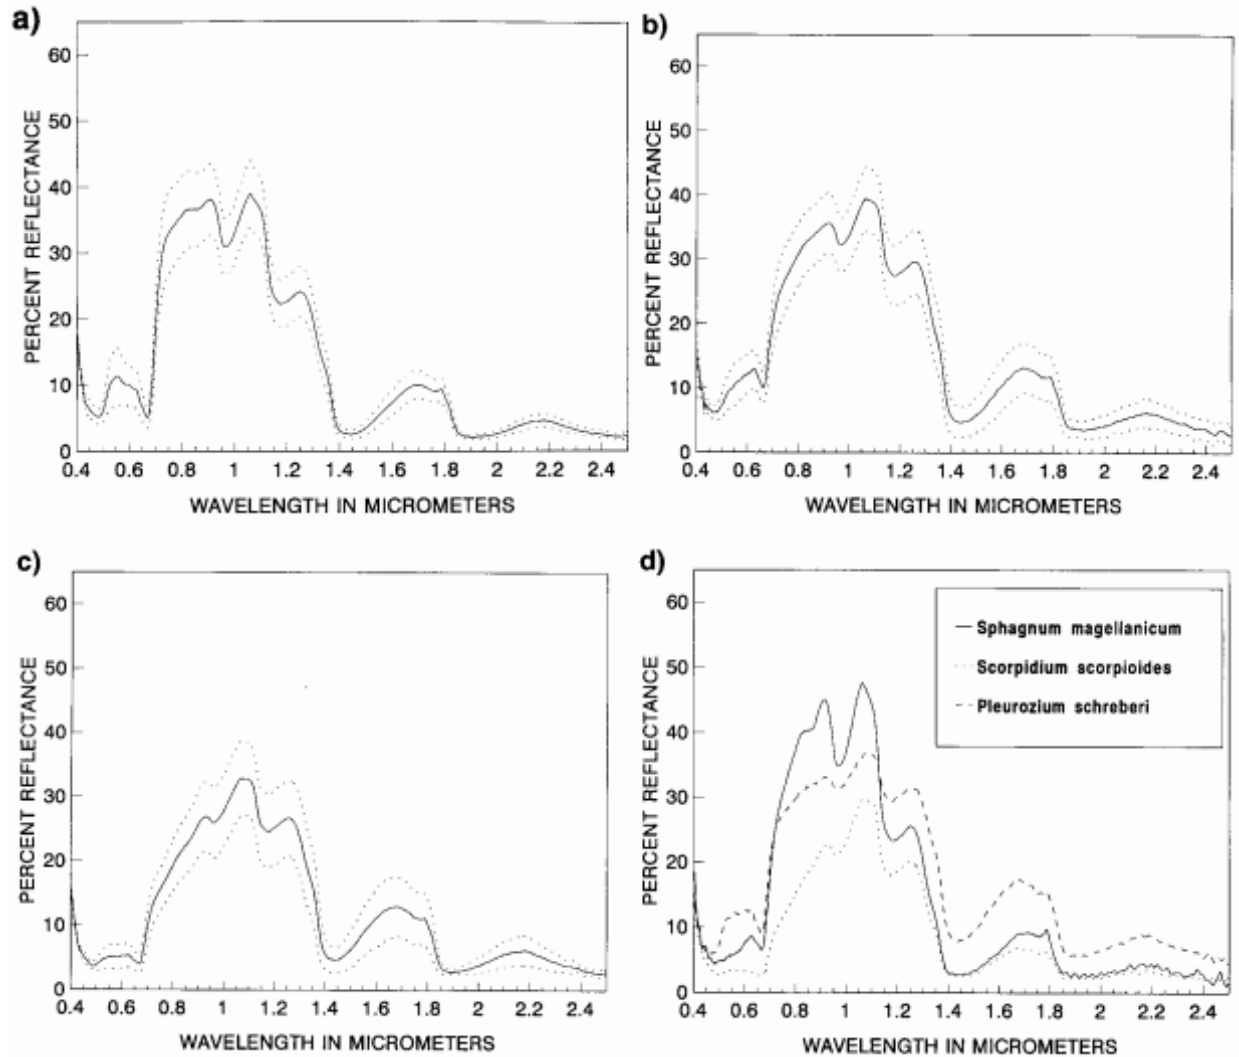 a)
60
50
40
30
20
10
0
PERCENT REFLECTANCE
0.4 0.6 0.8 1 1.2 1.4 1.6 1.8 2 2.2 2.4
WAVELENGTH IN MICROMETERS
b)
60
50
40
30
20
10
0
PERCENT REFLECTANCE
0.4 0.6 0.8 1 1.2 1.4 1.6 1.8 2 2.2 2.4
WAVELENGTH IN MICROMETERS
c)
60
50
40
30
20
10
0
PERCENT REFLECTANCE
0.4 0.6 0.8 1 1.2 1.4 1.6 1.8 2 2.2 2.4
WAVELENGTH IN MICROMETERS
d)
60
50
40
30
20
10
0
PERCENT REFLECTANCE
Sphagnum magellanicum
Scorpidium scorpioides
Pleurozium schreberi
0.4 0.6 0.8 1 1.2 1.4 1.6 1.8 2 2.2 2.4
WAVELENGTH IN MICROMETERS